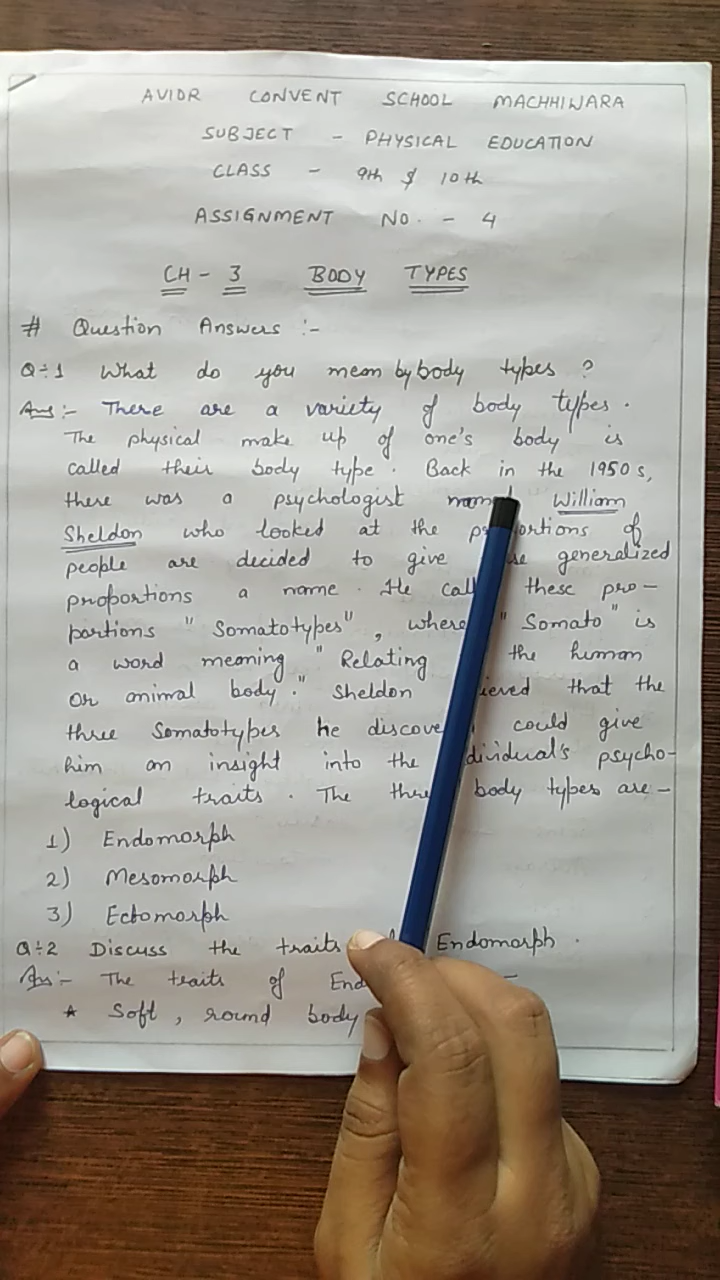 AVIOR CONVENT SCHOOL MACHHIWARA
SUBJECT - PHYSICAL EDUCATION
CLASS - 9th & 10th
ASSIGNMENT NO. - 4
CH - 3 BODY TYPES
# Question Answers :-
Q÷1 What do you mean by body types ?
Ans:- There are a variety of body types.
The physical make up of one's body is
called their body type. Back in the 1950s,
there was a psychologist William
Sheldon who looked at the of
people are decided to give generalized
proportions a name. He these pro-
portions "Somatotypes", where "Somato" is
a word meaning "Relating the human
or animal body." Sheldon that the
three Somatotypes he could give
him an insight into the psycho-
logical traits. The body types are -
1) Endomorph
2) Mesomorph
3) Ectomorph
Q÷2 Discuss the traits Endomorph.
Ans:- The traits of -
* Soft, round body